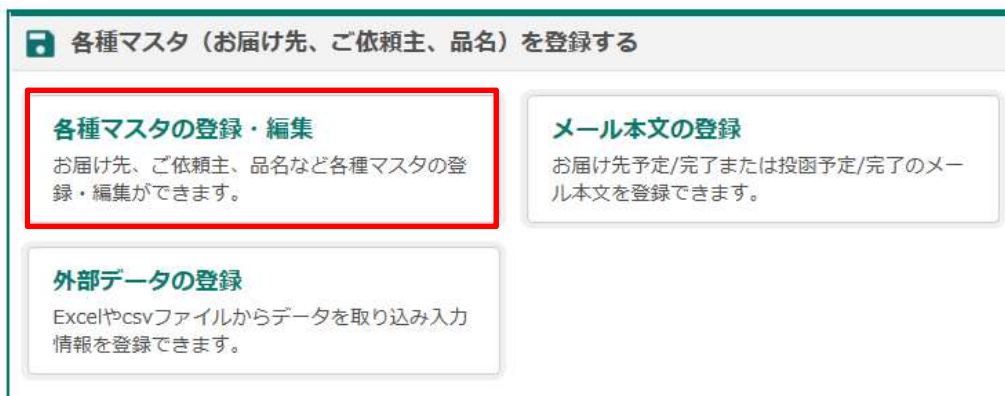 各種マスタ（お届け先、ご依頼主、品名）を登録する
各種マスタの登録・編集
お届け先、ご依頼主、品名など各種マスタの登
録・編集ができます。
メール本文の登録
お届け先予定/完了または投函予定/完了のメー
ル本文を登録できます。
外部データの登録
Excelやcsvファイルからデータを取り込み入力
情報を登録できます。